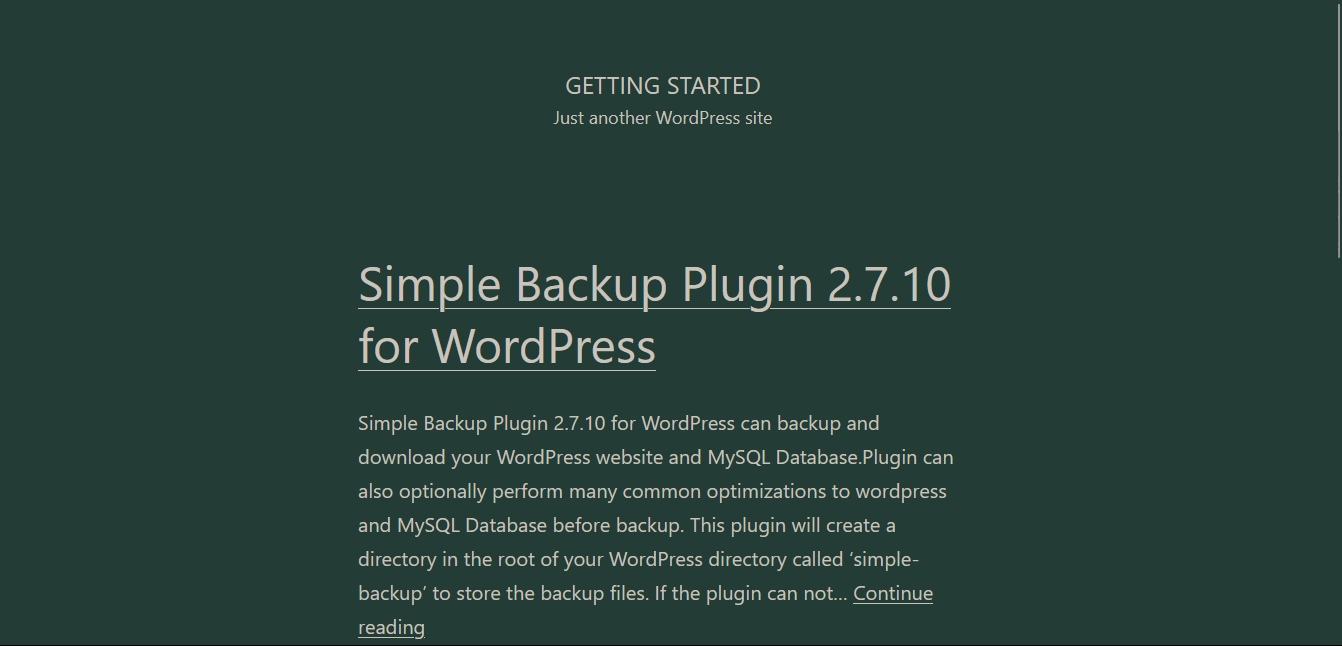 GETTING STARTED
Just another WordPress site
Simple Backup Plugin 2.7.10
for WordPress
Simple Backup Plugin 2.7.10 for WordPress can backup and
download your WordPress website and MySQL Database.Plugin can
also optionally perform many common optimizations to wordpress
and MySQL Database before backup. This plugin will create a
directory in the root of your WordPress directory called ‘simple-
backup’ to store the backup files. If the plugin can not… Continue
reading